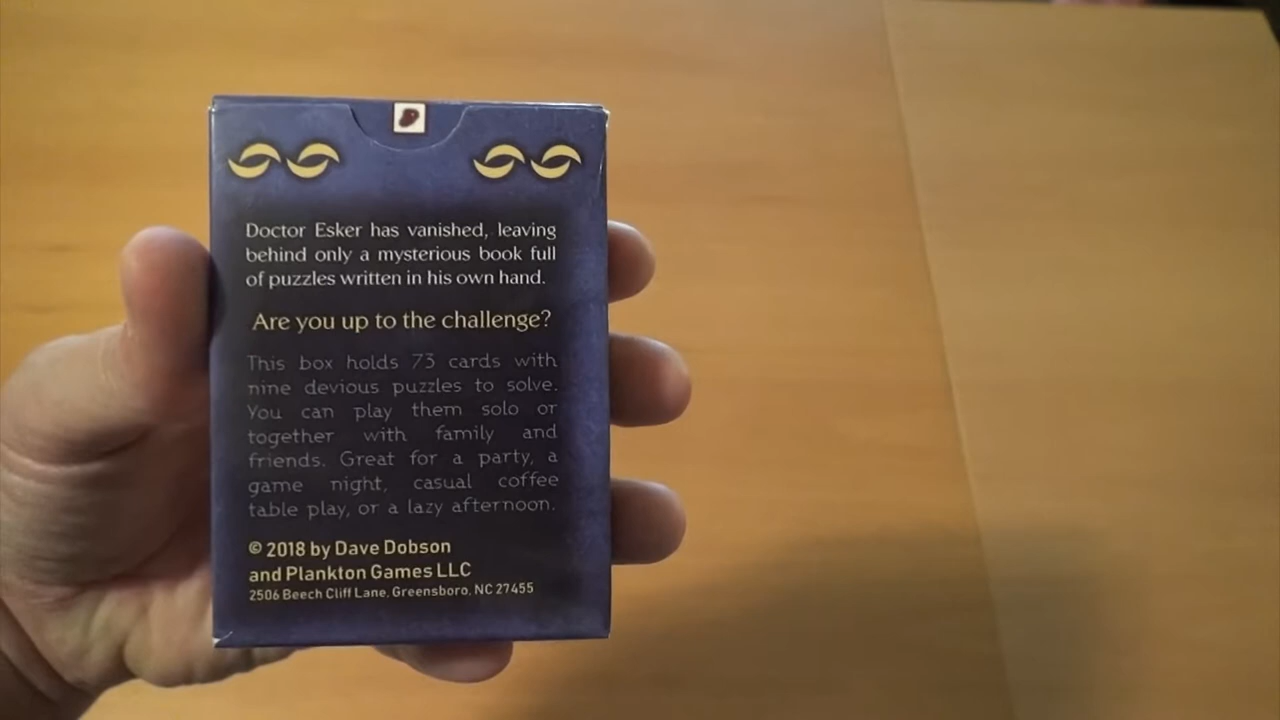 Doctor Esker has vanished, leaving
behind only a mysterious book full
of puzzles written in his own hand.
Are you up to the challenge?
This box holds 73 cards with
nine devious puzzles to solve.
You can play them solo or
together with family and
friends. Great for a party, a
game night, casual coffee
table play, or a lazy afternoon.
© 2018 by Dave Dobson
and Plankton Games LLC
2506 Beech Cliff Lane, Greensboro, NC 27455